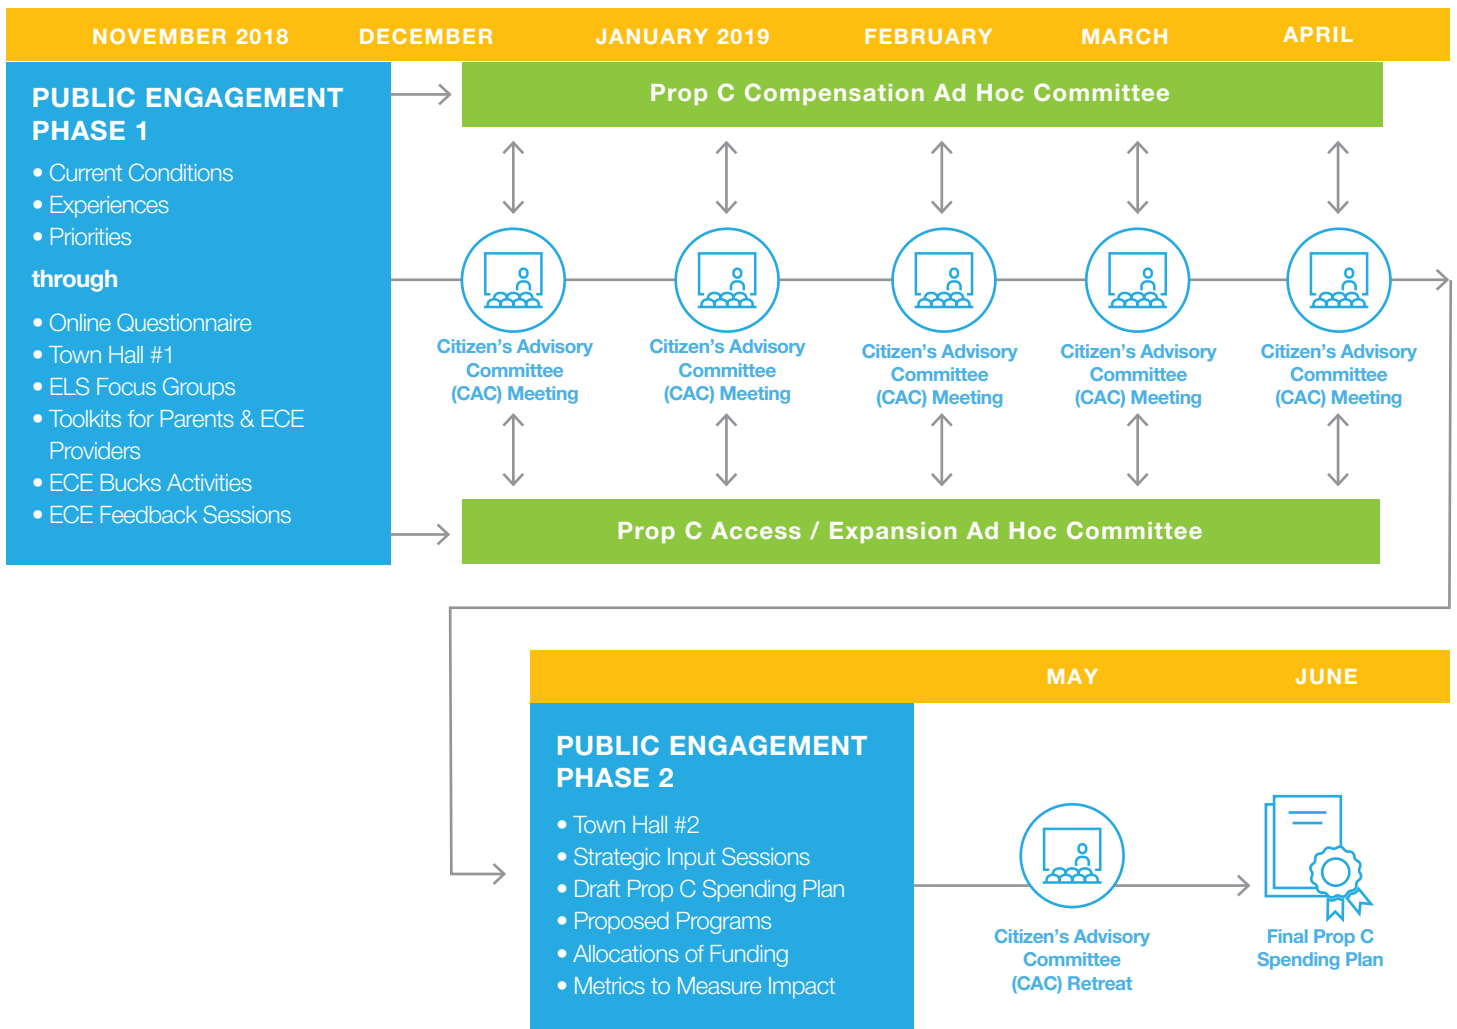 NOVEMBER 2018 DECEMBER JANUARY 2019 FEBRUARY MARCH APRIL
PUBLIC ENGAGEMENT
PHASE 1
• Current Conditions
• Experiences
• Priorities
through
• Online Questionnaire
• Town Hall #1
• ELS Focus Groups
• Toolkits for Parents & ECE
Providers
• ECE Bucks Activities
• ECE Feedback Sessions
Prop C Compensation Ad Hoc Committee
Citizen's Advisory
Committee
(CAC) Meeting
Citizen's Advisory
Committee
(CAC) Meeting
Citizen's Advisory
Committee
(CAC) Meeting
Citizen's Advisory
Committee
(CAC) Meeting
Citizen's Advisory
Committee
(CAC) Meeting
Prop C Access / Expansion Ad Hoc Committee
MAY JUNE
PUBLIC ENGAGEMENT
PHASE 2
• Town Hall #2
• Strategic Input Sessions
• Draft Prop C Spending Plan
• Proposed Programs
• Allocations of Funding
• Metrics to Measure Impact
Citizen's Advisory
Committee
(CAC) Retreat
Final Prop C
Spending Plan